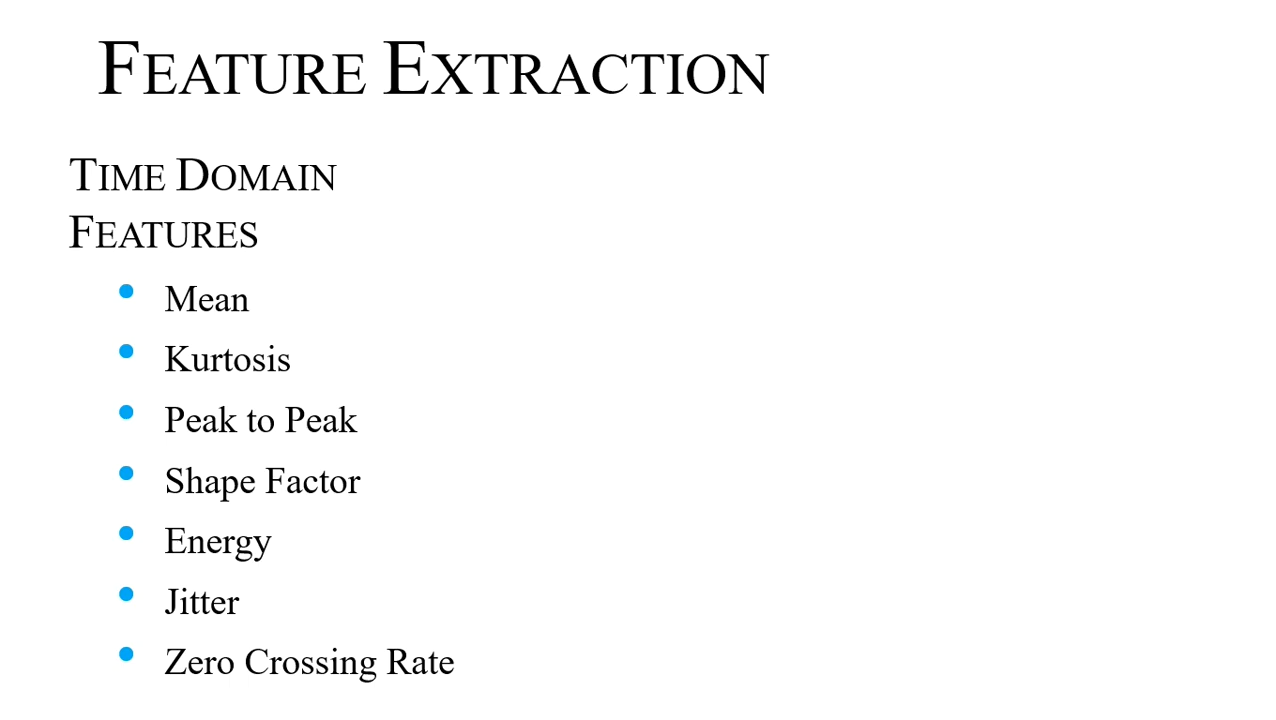 FEATURE EXTRACTION
TIME DOMAIN
FEATURES
• Mean
• Kurtosis
• Peak to Peak
• Shape Factor
• Energy
• Jitter
• Zero Crossing Rate